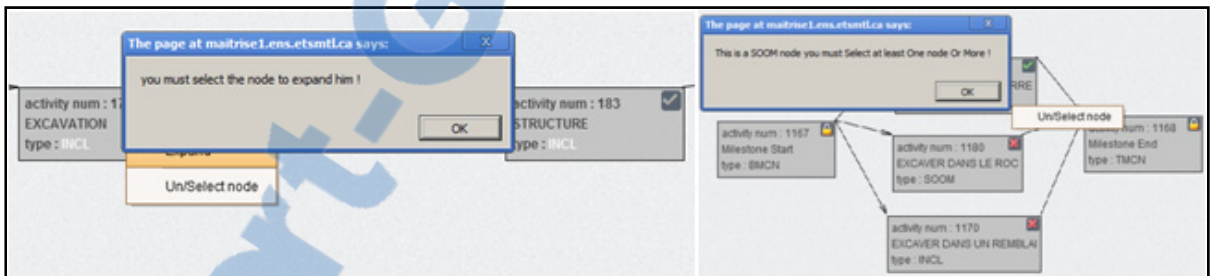 The page at maitrise1.ens.etsmtl.ca says:
you must select the node to expand him !
OK
activity num : 17
EXCAVATION
type : INCL
Expand
Un/Select node
activity num : 183
STRUCTURE
type : INCL
The page at maitrise1.ens.etsmtl.ca says:
This is a SOOM node you must Select at least One node Or More !
OK
RRE
Un/Select node
activity num : 1167
Milestone Start
type : BMCN
activity num : 1180
EXCAVER DANS LE ROC
type : SOOM
activity num : 1168
Milestone End
type : TMCN
activity num : 1170
EXCAVER DANS UN REMBLAI
type : INCL